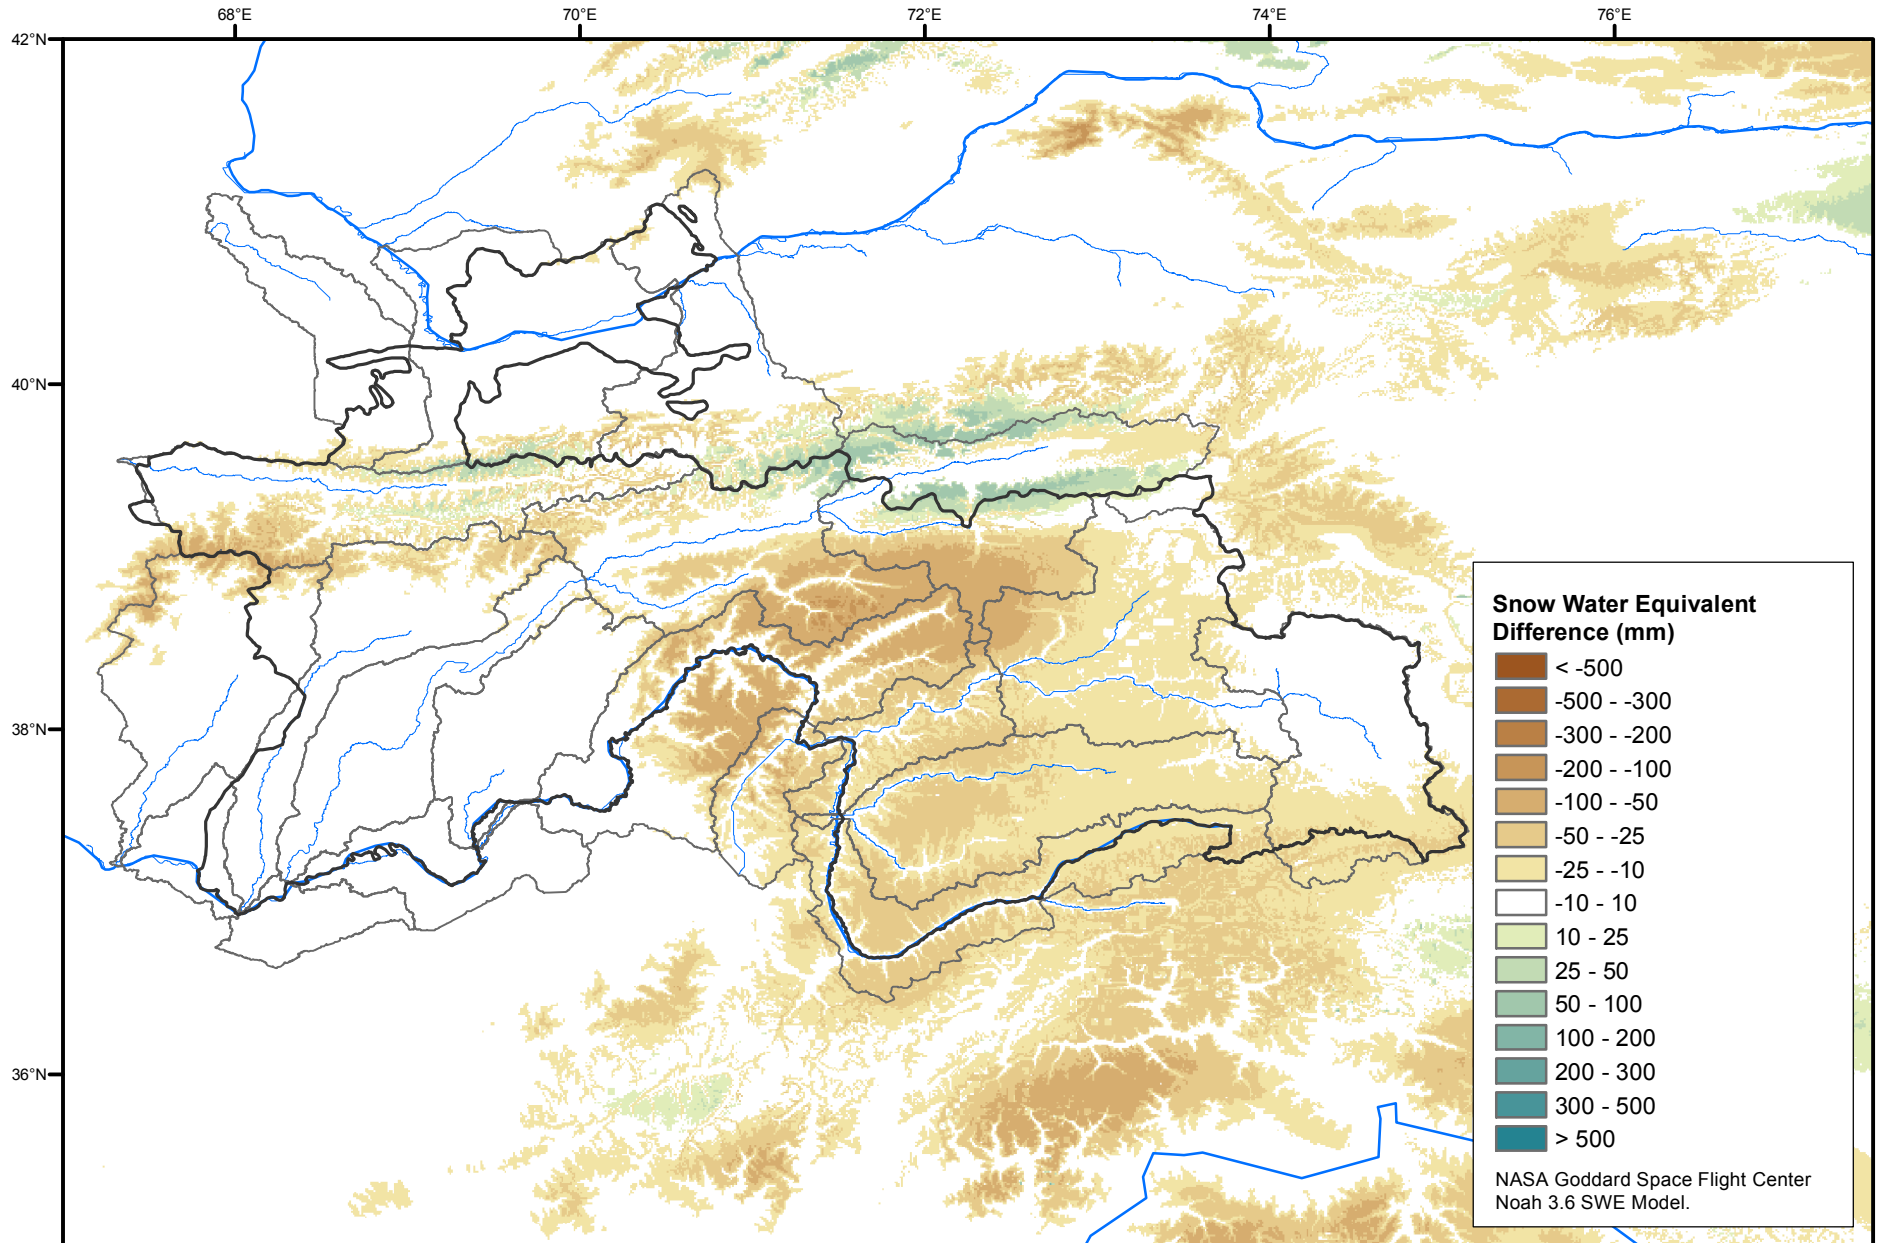 68°E 70°E 72°E 74°E 76°E
42°N
40°N
38°N
36°N
Snow Water Equivalent
Difference (mm)
< -500
-500 - -300
-300 - -200
-200 - -100
-100 - -50
-50 - -25
-25 - -10
-10 - 10
10 - 25
25 - 50
50 - 100
100 - 200
200 - 300
300 - 500
> 500
NASA Goddard Space Flight Center
Noah 3.6 SWE Model.